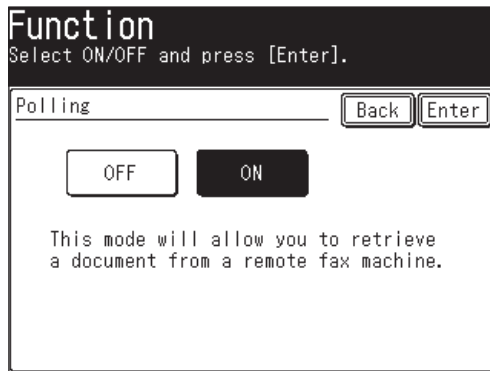 Function
Select ON/OFF and press [Enter].
Polling
Back Enter
OFF ON
This mode will allow you to retrieve
a document from a remote fax machine.